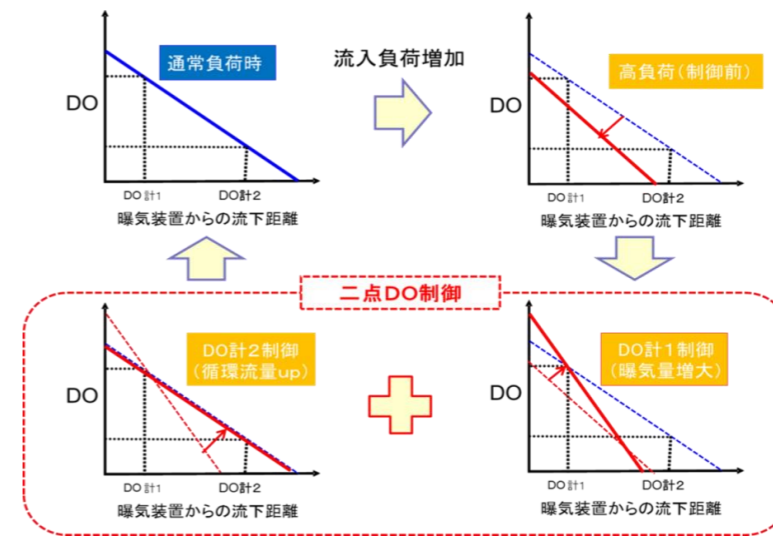 通常負荷時
DO
DO計1
DO計2
曝気装置からの流下距離
流入負荷増加
高負荷(制御前)
DO
DO計1
DO計2
曝気装置からの流下距離
二点DO制御
DO計2制御
(循環流量up)
DO
DO計1
DO計2
曝気装置からの流下距離
DO計1制御
(曝気量増大)
DO
DO計1
DO計2
曝気装置からの流下距離